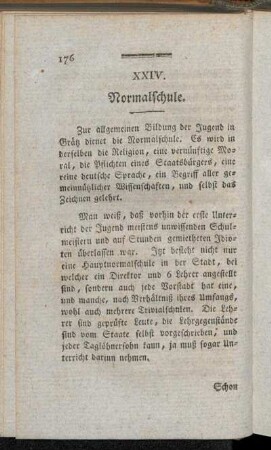 176
XXIV.
Normalschule.
Zur allgemeinen Bildung der Jugend in
Grätz dienet die Normalschule. Es wird in
derselben die Religion, eine vernünftige Mo-
ral, die Pflichten eines Staatsbürgers, eine
reine deutsche Sprache, ein Begriff aller ge-
meinnützlicher Wissenschaften, und selbst das
Zeichnen gelehrt.
Man weiß, daß vorhin der erste Unter-
richt der Jugend meistens unwissenden Schul-
meistern und auf Stunden gemietheten Idio-
ten überlassen war. Itzt besteht nicht nur
eine Hauptnormalschule in der Stadt, bei
welcher ein Direktor und 6 Lehrer angestellt
sind, sondern auch jede Vorstadt hat eine,
und manche, nach Verhältniß ihres Umfangs,
wohl auch mehrere Trivialschulen. Die Leh-
rer sind geprüfte Leute, die Lehrgegenstände
sind vom Staate selbst vorgeschrieben, und
jeder Taglöhnersohn kann, ja muß sogar Un-
terricht darinn nehmen.
Schon